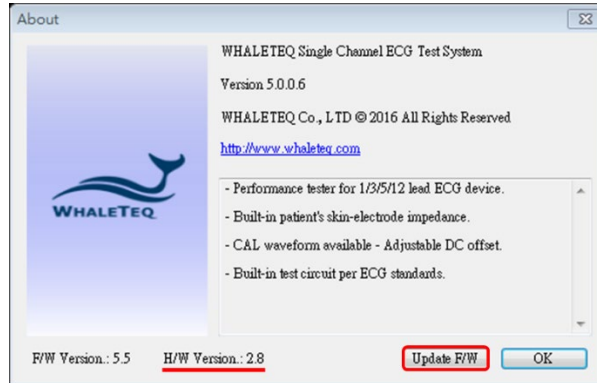 About
WHALETEQ Single Channel ECG Test System
Version 5.0.0.6
WHALETEQ Co., LTD © 2016 All Rights Reserved
http://www.whaleteq.com
- Performance tester for 1/3/5/12 lead ECG device.
- Built-in patient's skin-electrode impedance.
- CAL waveform available - Adjustable DC offset.
- Built-in test circuit per ECG standards.
WHALETEQ
F/W Version.: 5.5 H/W Version.: 2.8 Update F/W OK